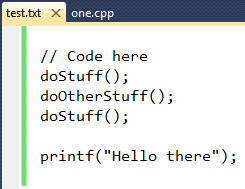 test.txt X one.cpp
// Code here
doStuff();
doOtherStuff();
doStuff();
printf("Hello there");